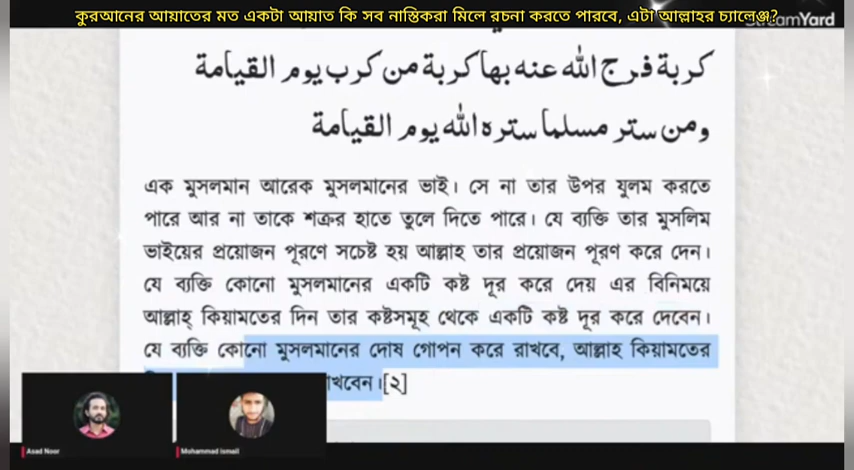 কুরআনের আয়াতের মত একটা আয়াত কি সব নাস্তিকরা মিলে রচনা করতে পারবে, এটা আল্লাহর চ্যালেঞ্জ?
StreamYard
كربة فرج الله عنه بها كربة من كرب يوم القيامة
ومن ستر مسلما ستره الله يوم القيامة
এক মুসলমান আরেক মুসলমানের ভাই। সে না তার উপর যুলম করতে
পারে আর না তাকে শত্রুর হাতে তুলে দিতে পারে। যে ব্যক্তি তার মুসলিম
ভাইয়ের প্রয়োজন পূরণে সচেষ্ট হয় আল্লাহ তার প্রয়োজন পূরণ করে দেন।
যে ব্যক্তি কোনো মুসলমানের একটি কষ্ট দূর করে দেয় এর বিনিময়ে
আল্লাহ্ কিয়ামতের দিন তার কষ্টসমূহ থেকে একটি কষ্ট দূর করে দেবেন।
যে ব্যক্তি কোনো মুসলমানের দোষ গোপন করে রাখবে, আল্লাহ কিয়ামতের
াখবেন।[২]
Asad Noor
Mohammad ismail